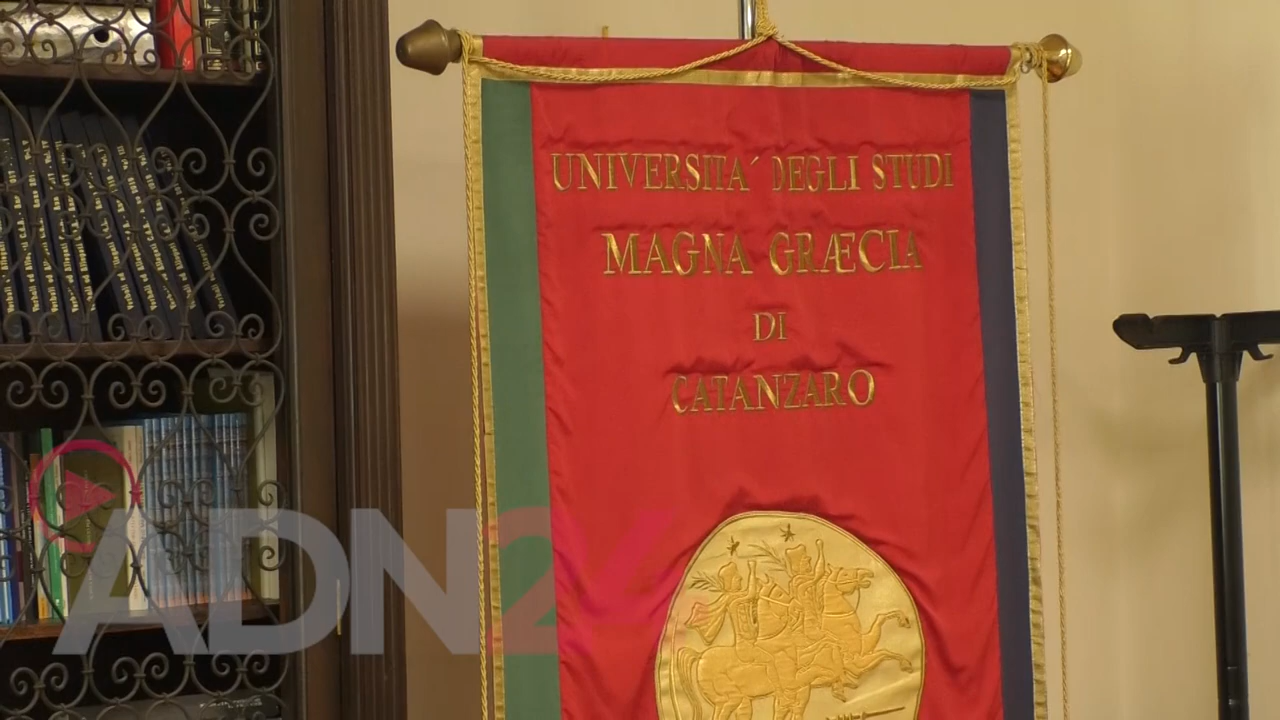 UNIVERSITA´ DEGLI STUDI
MAGNA GRÆCIA
DI
CATANZARO
ADN24